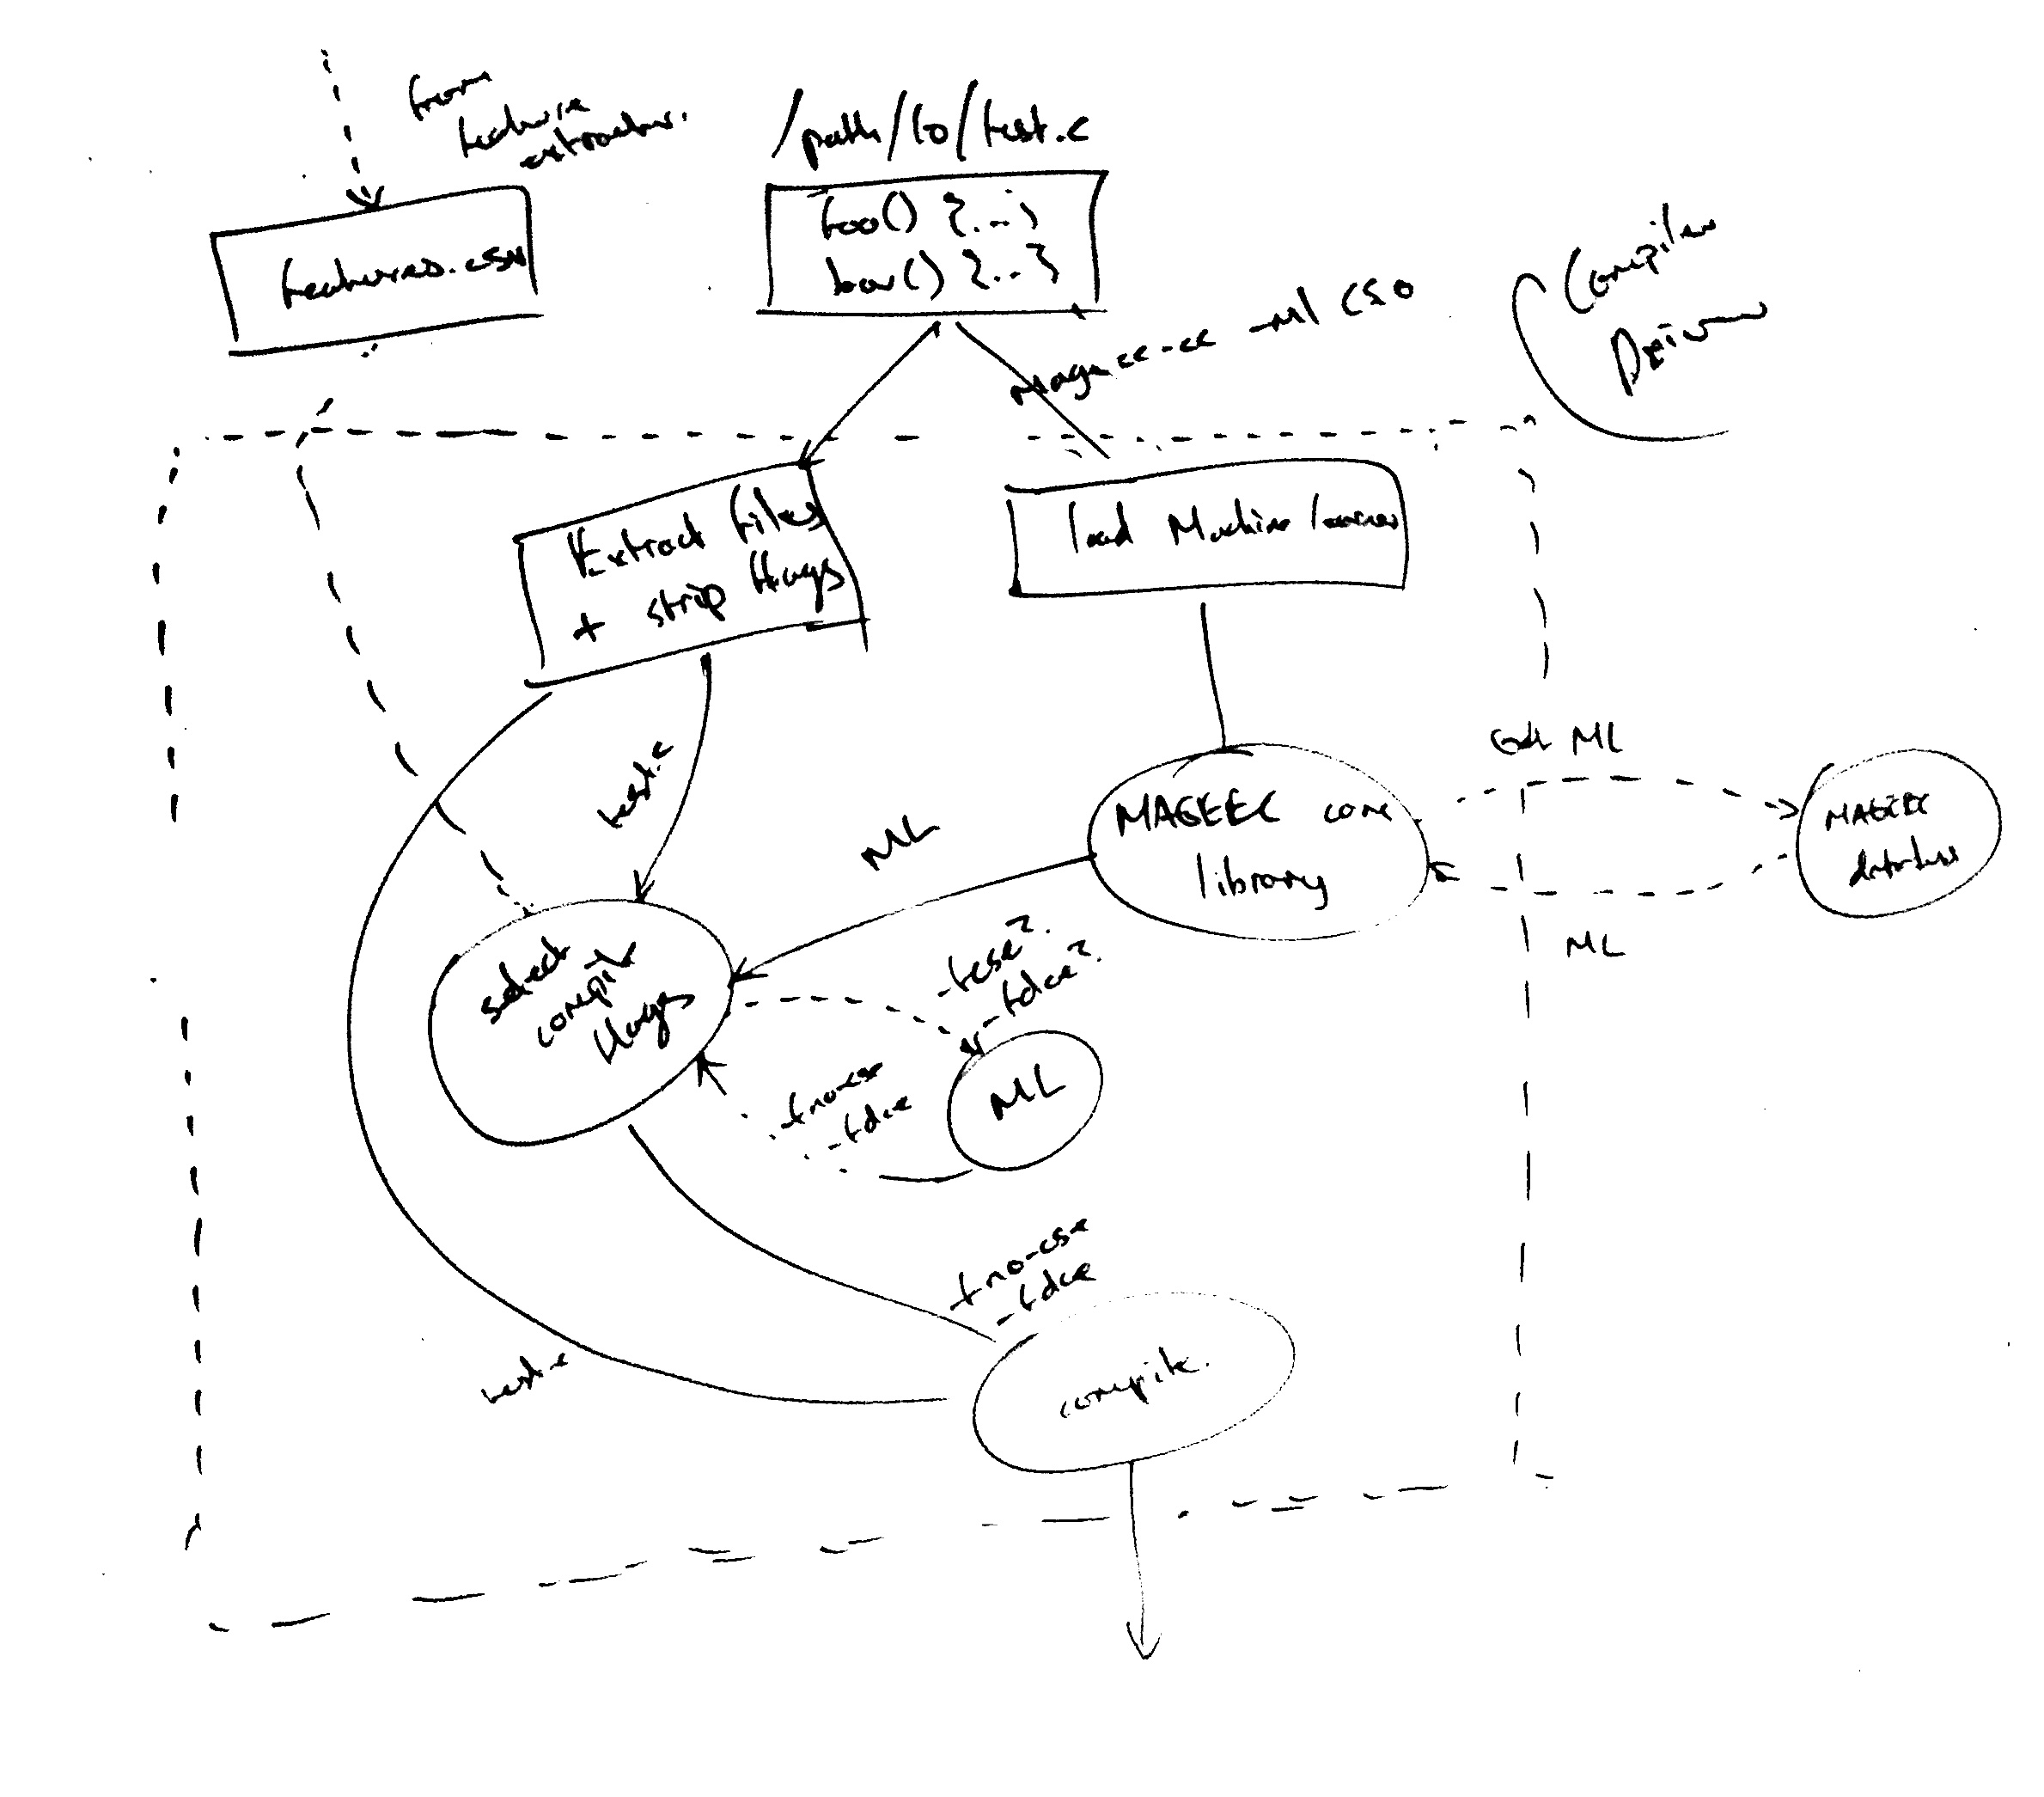 from
feature
extractor.
/path/to/test.c
foo() {...}
bar() {...}
features.csv
Compiler
Driver
mageec-cc -ml C50
Extract files
+ strip flags
load Machine learner
test.c
Get ML
MAGEEC core
library
MAGEEC
database
ML
ML
-fcse?
-fdce?
select
compile
flags
ML
-fno-cse
-fdce
-fno-cse
-fdce
test.c
compile.